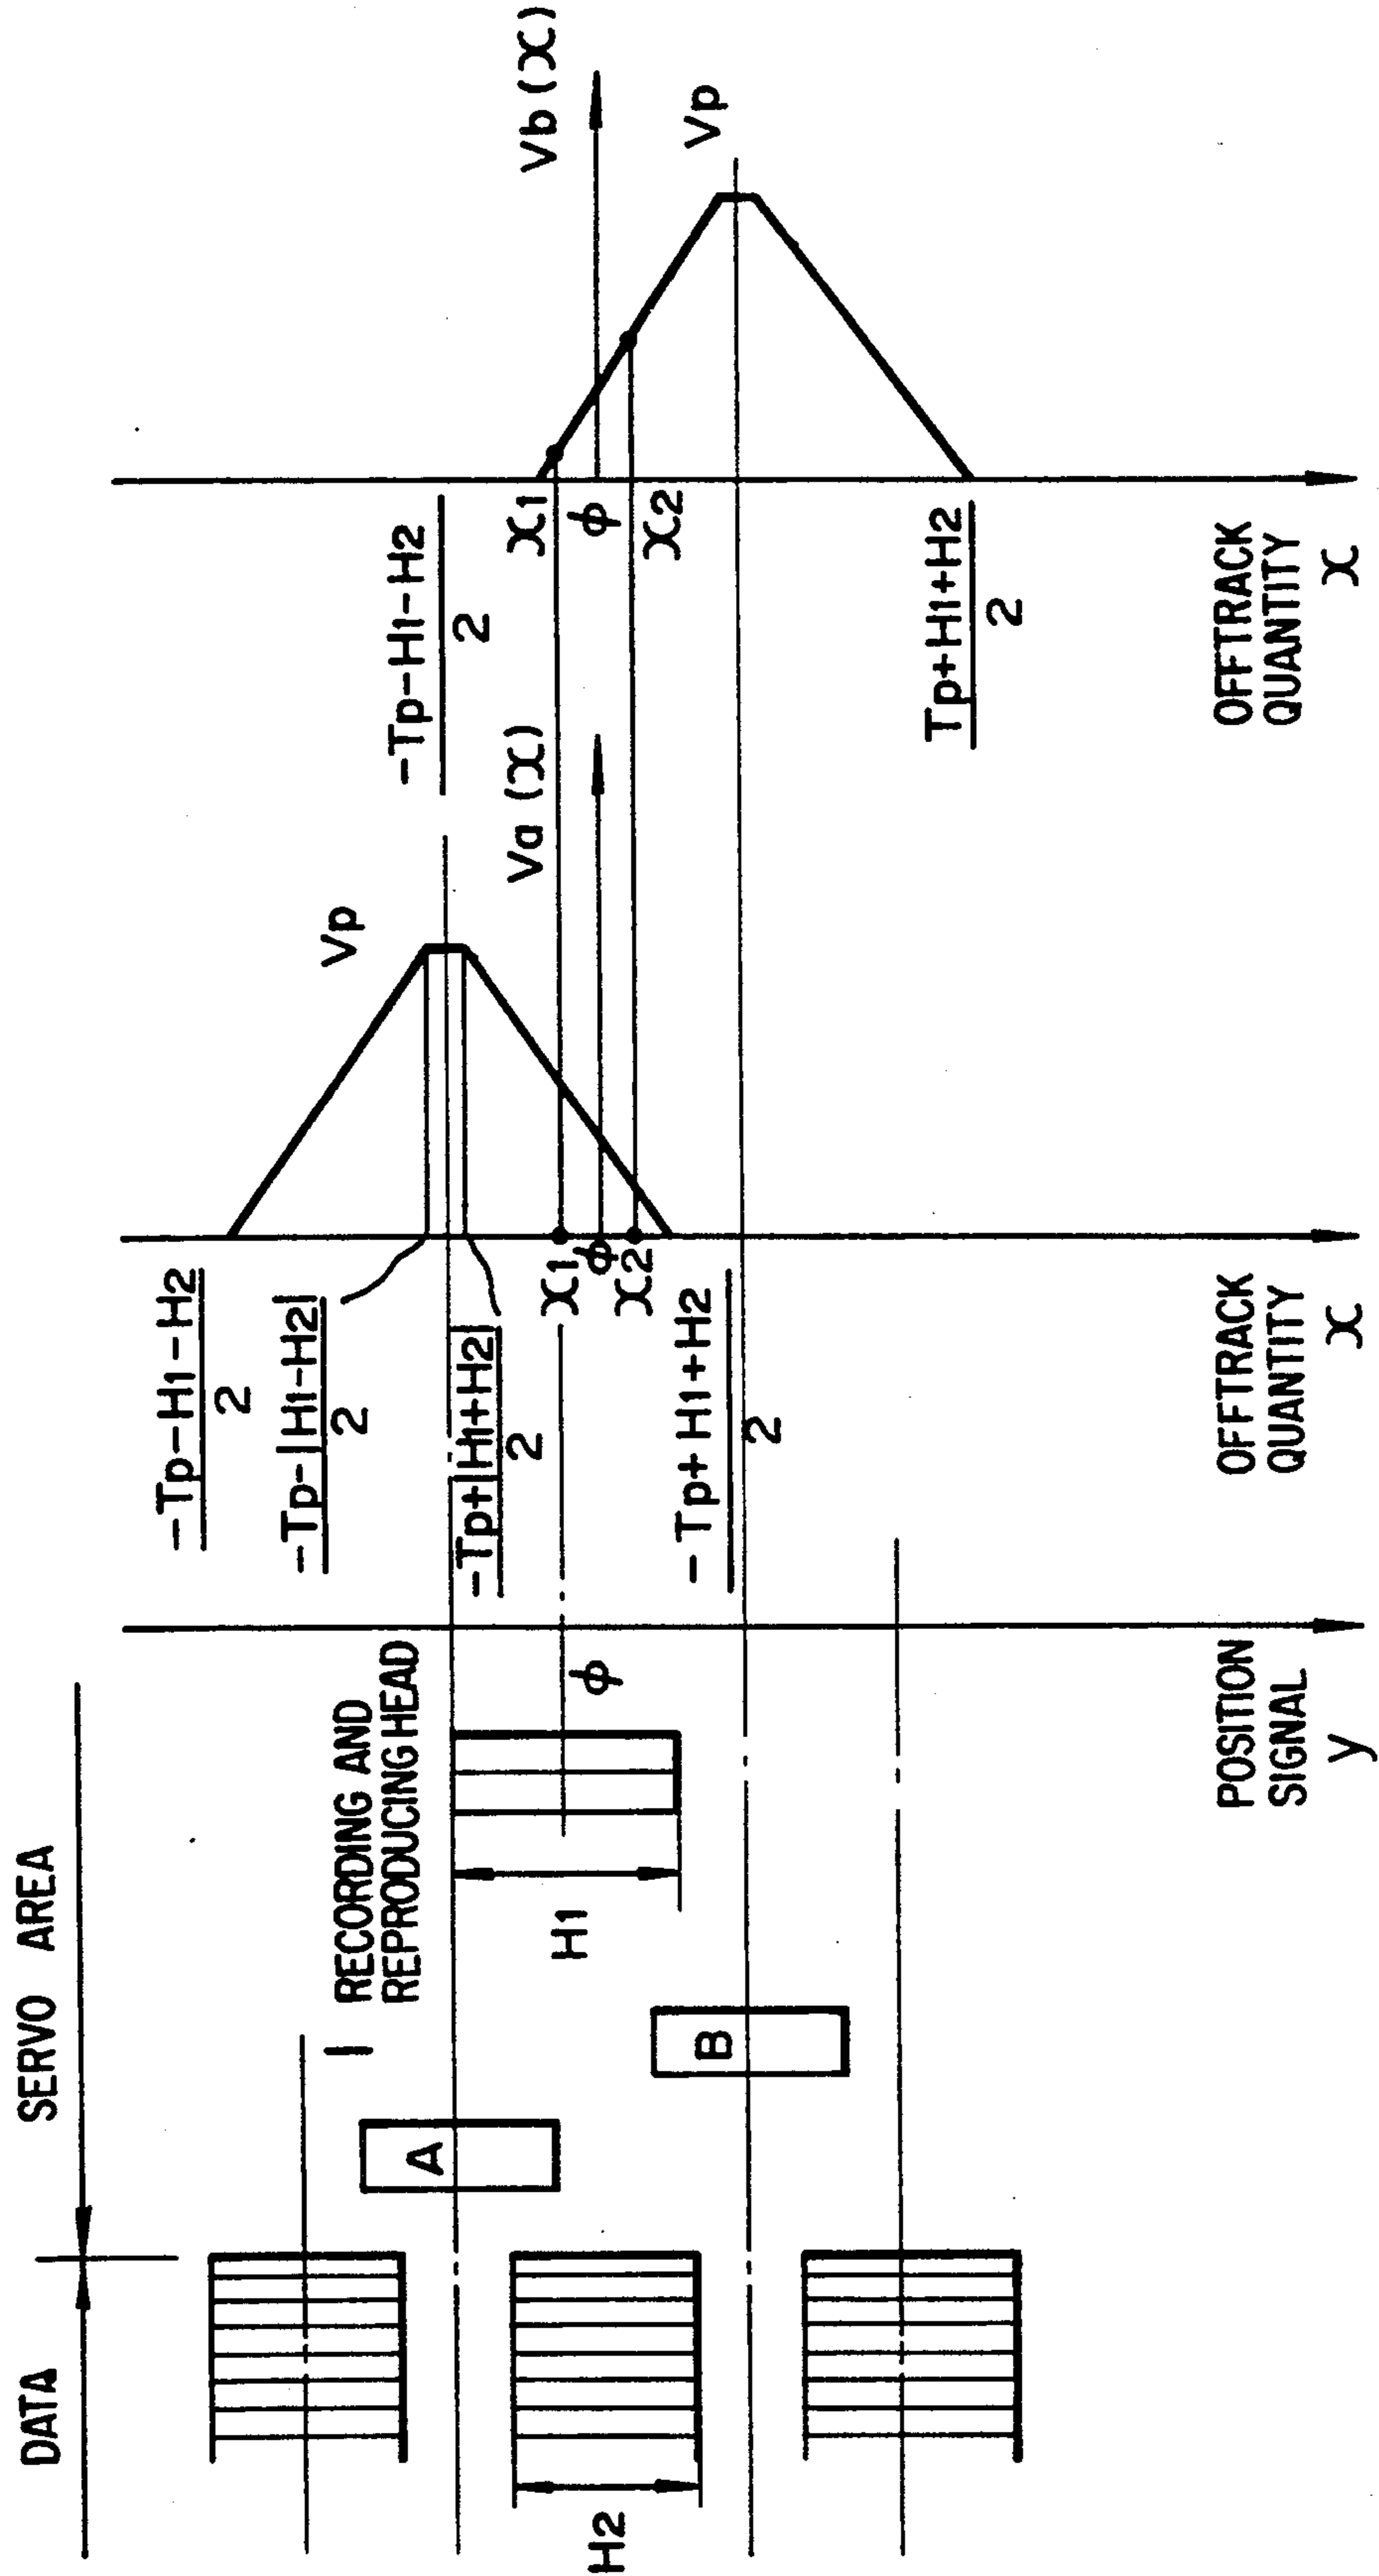 DATA
SERVO AREA
H2
A
B
I
RECORDING AND
REPRODUCING HEAD
H1
φ
POSITION
SIGNAL
y
-Tp-H1-H2
2
-Tp-|H1-H2|
2
-Tp+|H1+H2|
2
-Tp+H1+H2
2
Vp
Va (x)
x1
φ
x2
OFFTRACK
QUANTITY
x
-Tp-H1-H2
2
x1
φ
x2
Tp+H1+H2
2
Vb (x)
Vp
OFFTRACK
QUANTITY
x